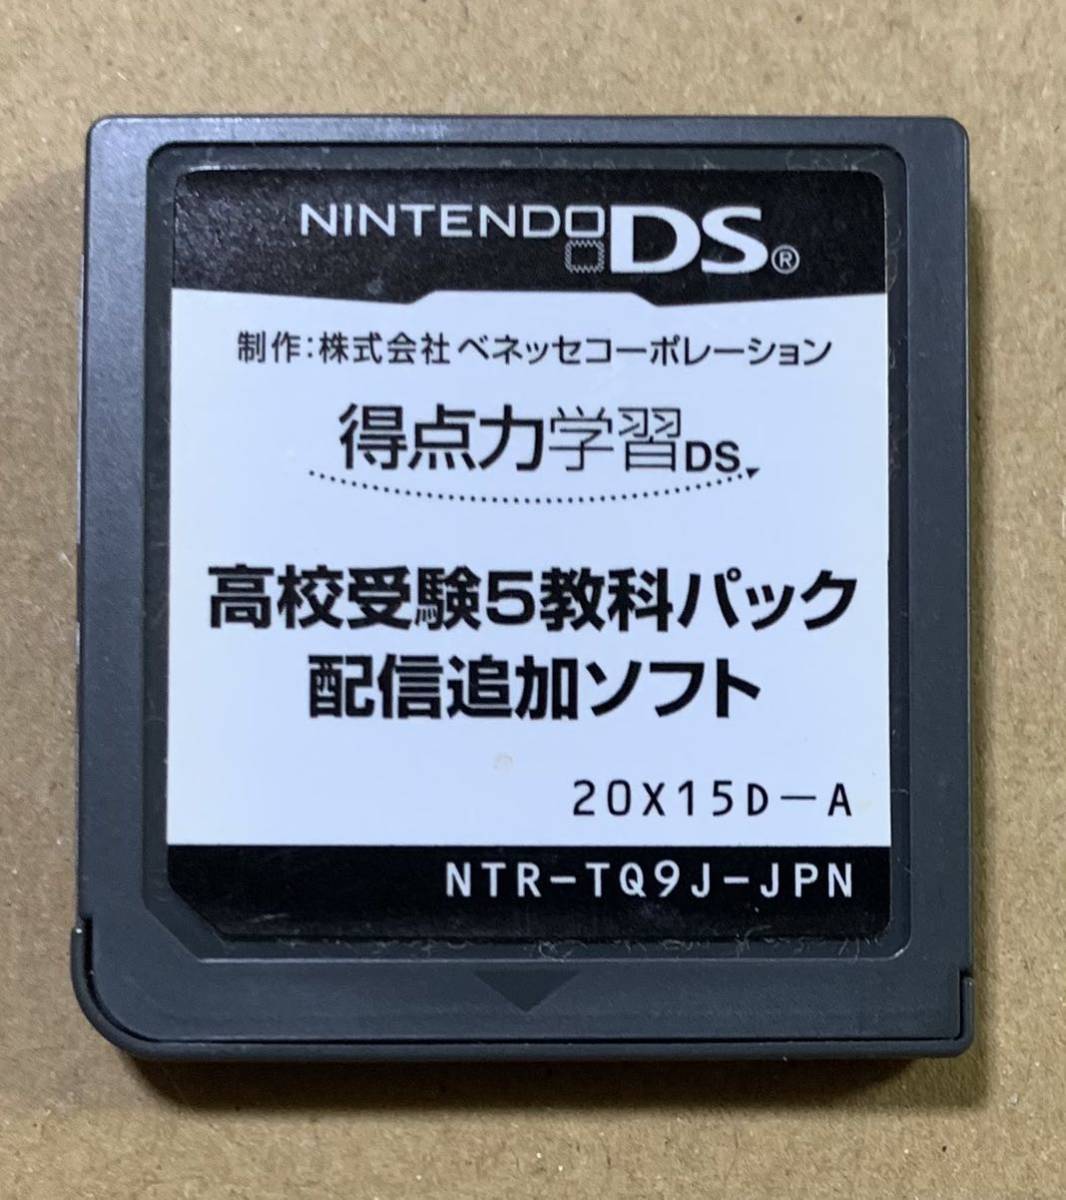 NINTENDO DS®
制作:株式会社 ベネッセコーポレーション
得点力学習DS
高校受験5教科パック
配信追加ソフト
20X15D－A
NTR-TQ9J-JPN